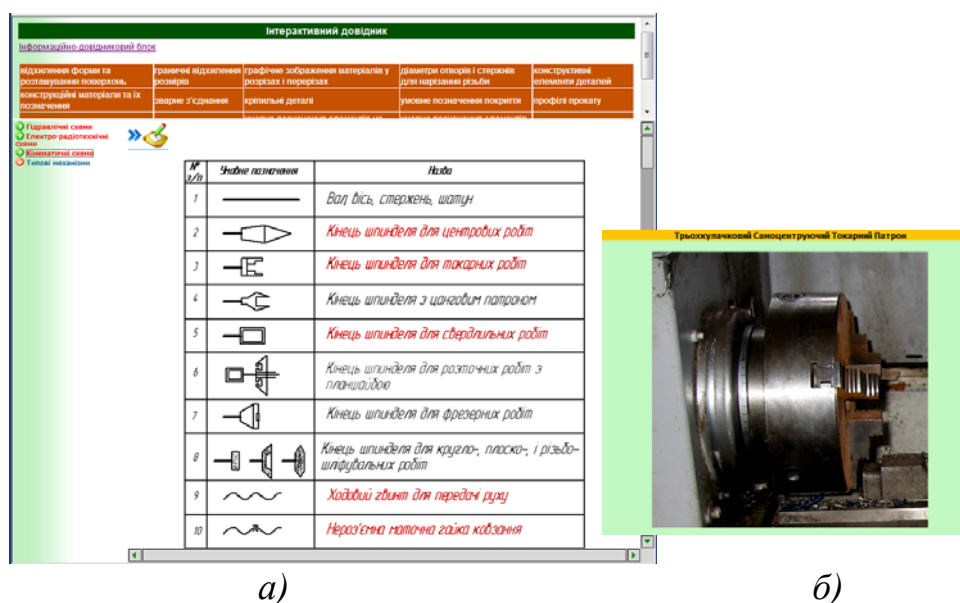 Інтерактивний довідник
Інформаційно-довідниковий блок
відхилення форми та розташування поверхонь.
граничні відхилення розмірів
графічне зображення матеріалів у розрізах і перерізах
діаметри отворів і стержнів для нарізання різьби
конструктивні елементи деталей
конструкційні матеріали та їх позначення
зварне з'єднання
кріпильні деталі
умовне позначення покриття
профілі прокату
Гідравлічні схеми
Електро-радіотехнічні схеми
Кінематичні схеми
Типові механізми
№ з/п
Умовне позначення
Назва
1
Вал, вісь, стержень, шатун
2
Кінець шпинделя для центрових робіт
3
Кінець шпинделя для токарних робіт
4
Кінець шпинделя з цанговим патроном
5
Кінець шпинделя для свердлильних робіт
6
Кінець шпинделя для розточних робіт з
планшайбою
7
Кінець шпинделя для фрезерних робіт
8
Кінець шпинделя для кругло-, плоско-, і різьбо-
шліфувальних робіт
9
Ходовий гвинт для передачі руху
10
Нероз'ємна маточна гайка ковзання
Трьохкулачковий Самоцентруючий Токарний Патрон
а)
б)